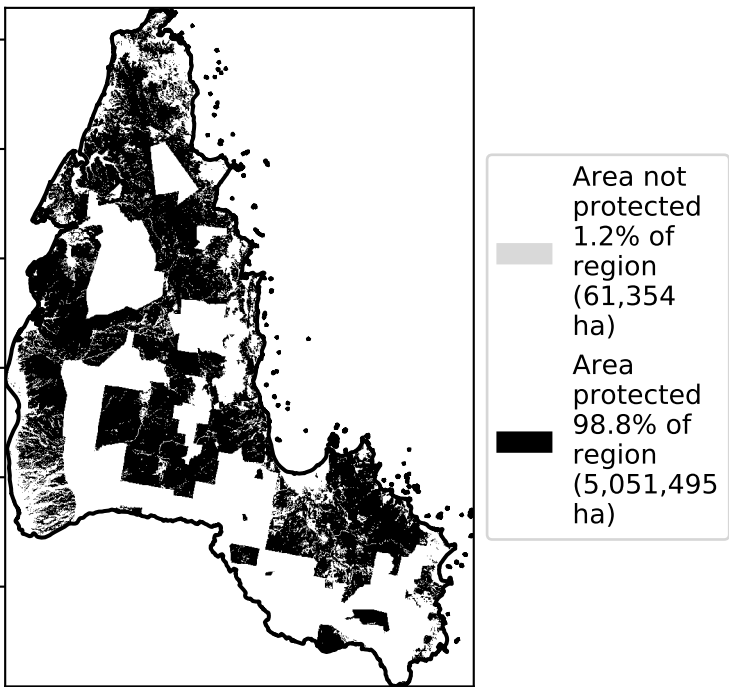 Area not
protected
1.2% of
region
(61,354
ha)
Area
protected
98.8% of
region
(5,051,495
ha)